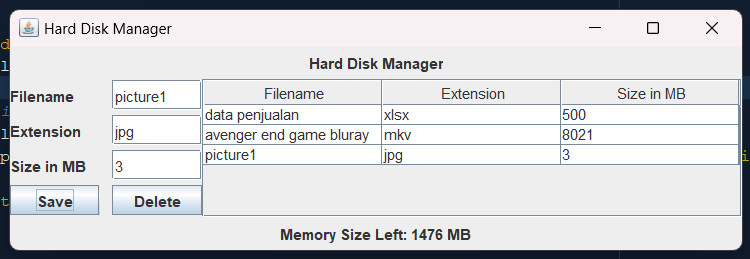 Hard Disk Manager
Hard Disk Manager
Filename picture1
Extension jpg
Size in MB 3
Save Delete
Filename Extension Size in MB
data penjualan xlsx 500
avenger end game bluray mkv 8021
picture1 jpg 3
Memory Size Left: 1476 MB